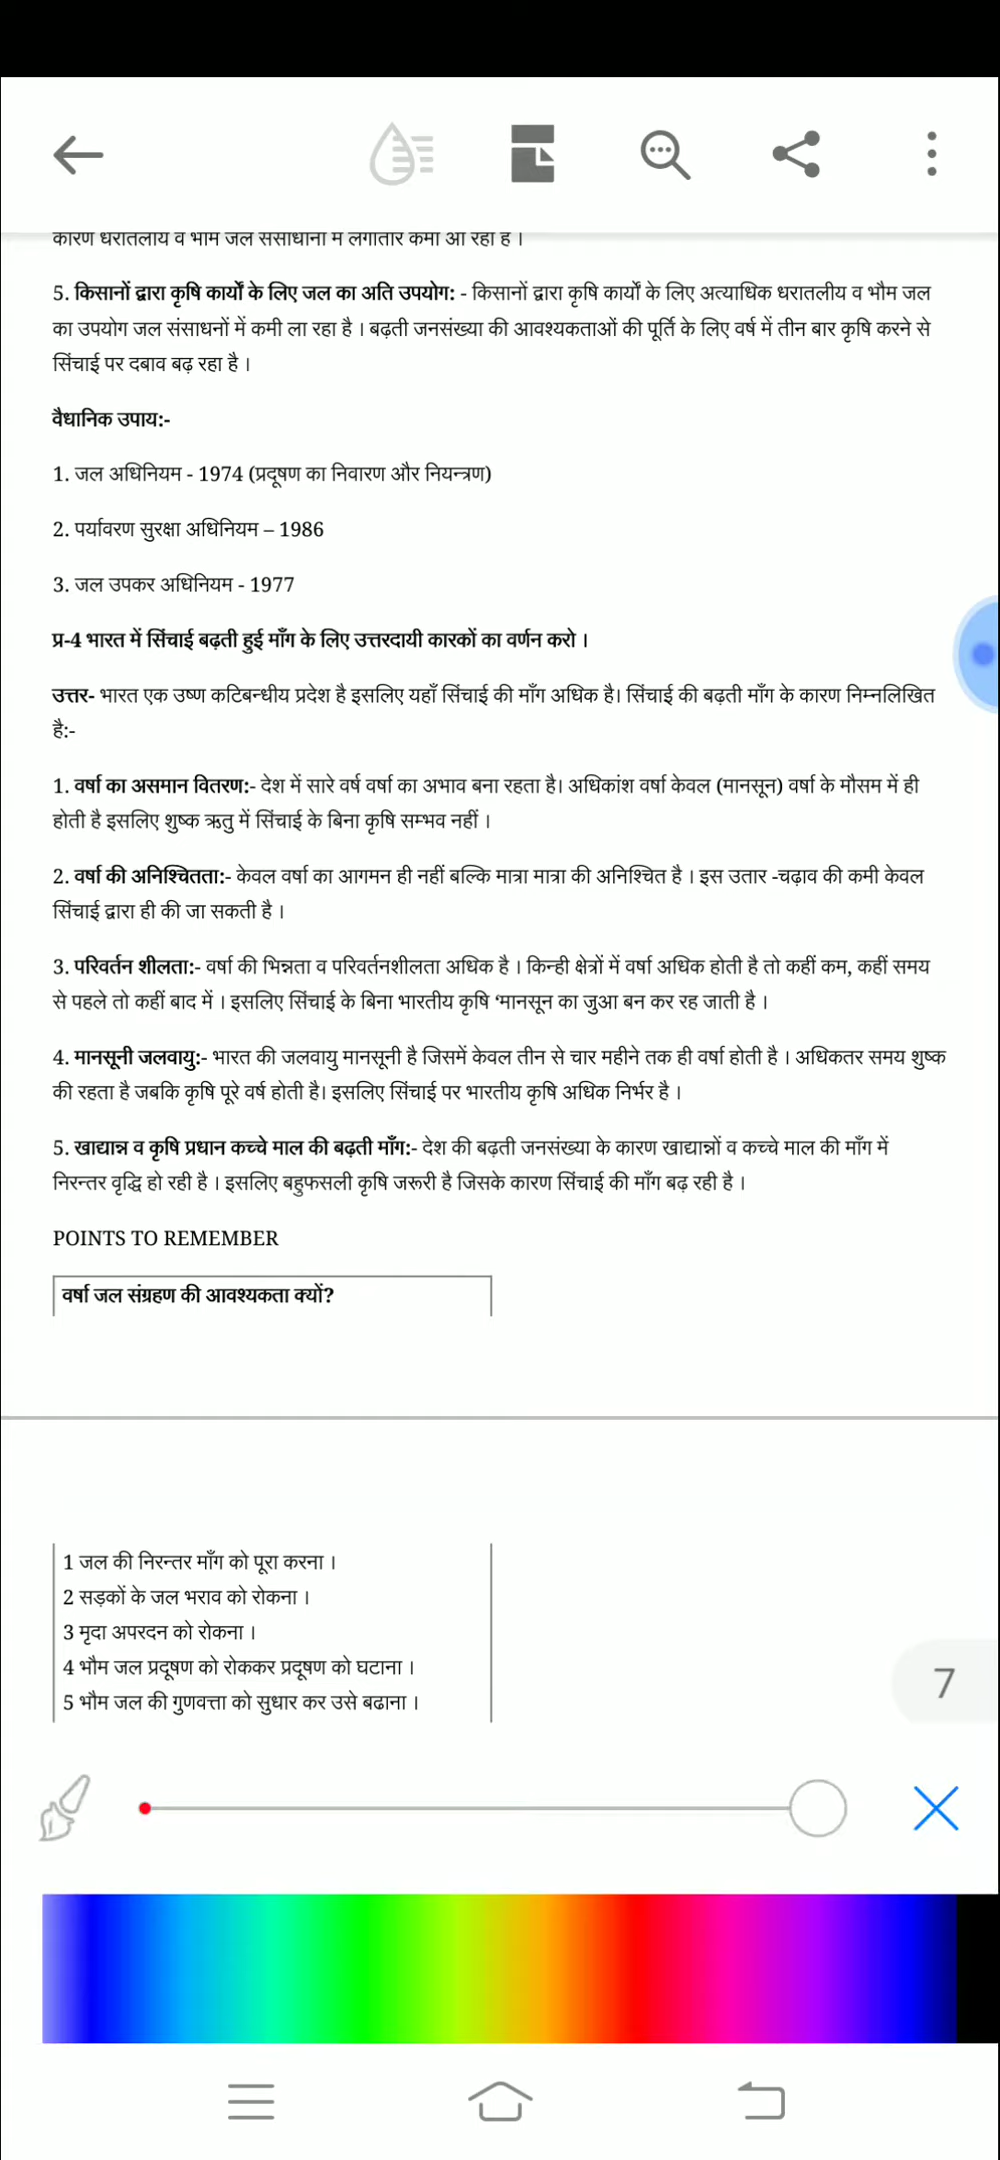 कारण धरातलीय व भौम जल संसाधानों में लगातार कमी आ रही है ।
5. किसानों द्वारा कृषि कार्यों के लिए जल का अति उपयोग: - किसानों द्वारा कृषि कार्यों के लिए अत्याधिक धरातलीय व भौम जल
का उपयोग जल संसाधनों में कमी ला रहा है । बढ़ती जनसंख्या की आवश्यकताओं की पूर्ति के लिए वर्ष में तीन बार कृषि करने से
सिंचाई पर दबाव बढ़ रहा है ।
वैधानिक उपाय:-
1. जल अधिनियम - 1974 (प्रदूषण का निवारण और नियन्त्रण)
2. पर्यावरण सुरक्षा अधिनियम – 1986
3. जल उपकर अधिनियम - 1977
प्र-4 भारत में सिंचाई बढ़ती हुई माँग के लिए उत्तरदायी कारकों का वर्णन करो ।
उत्तर- भारत एक उष्ण कटिबन्धीय प्रदेश है इसलिए यहाँ सिंचाई की माँग अधिक है। सिंचाई की बढ़ती माँग के कारण निम्नलिखित
है:-
1. वर्षा का असमान वितरण:- देश में सारे वर्ष वर्षा का अभाव बना रहता है। अधिकांश वर्षा केवल (मानसून) वर्षा के मौसम में ही
होती है इसलिए शुष्क ऋतु में सिंचाई के बिना कृषि सम्भव नहीं ।
2. वर्षा की अनिश्चितता:- केवल वर्षा का आगमन ही नहीं बल्कि मात्रा मात्रा की अनिश्चित है । इस उतार -चढ़ाव की कमी केवल
सिंचाई द्वारा ही की जा सकती है ।
3. परिवर्तन शीलता:- वर्षा की भिन्नता व परिवर्तनशीलता अधिक है । किन्ही क्षेत्रों में वर्षा अधिक होती है तो कहीं कम, कहीं समय
से पहले तो कहीं बाद में । इसलिए सिंचाई के बिना भारतीय कृषि ‘मानसून का जुआ बन कर रह जाती है ।
4. मानसूनी जलवायु:- भारत की जलवायु मानसूनी है जिसमें केवल तीन से चार महीने तक ही वर्षा होती है । अधिकतर समय शुष्क
की रहता है जबकि कृषि पूरे वर्ष होती है। इसलिए सिंचाई पर भारतीय कृषि अधिक निर्भर है ।
5. खाद्यान्न व कृषि प्रधान कच्चे माल की बढ़ती माँग:- देश की बढ़ती जनसंख्या के कारण खाद्यान्नों व कच्चे माल की माँग में
निरन्तर वृद्धि हो रही है । इसलिए बहुफसली कृषि जरूरी है जिसके कारण सिंचाई की माँग बढ़ रही है ।
POINTS TO REMEMBER
वर्षा जल संग्रहण की आवश्यकता क्यों?
1 जल की निरन्तर माँग को पूरा करना ।
2 सड़कों के जल भराव को रोकना ।
3 मृदा अपरदन को रोकना ।
4 भौम जल प्रदूषण को रोककर प्रदूषण को घटाना ।
5 भौम जल की गुणवत्ता को सुधार कर उसे बढाना ।
7